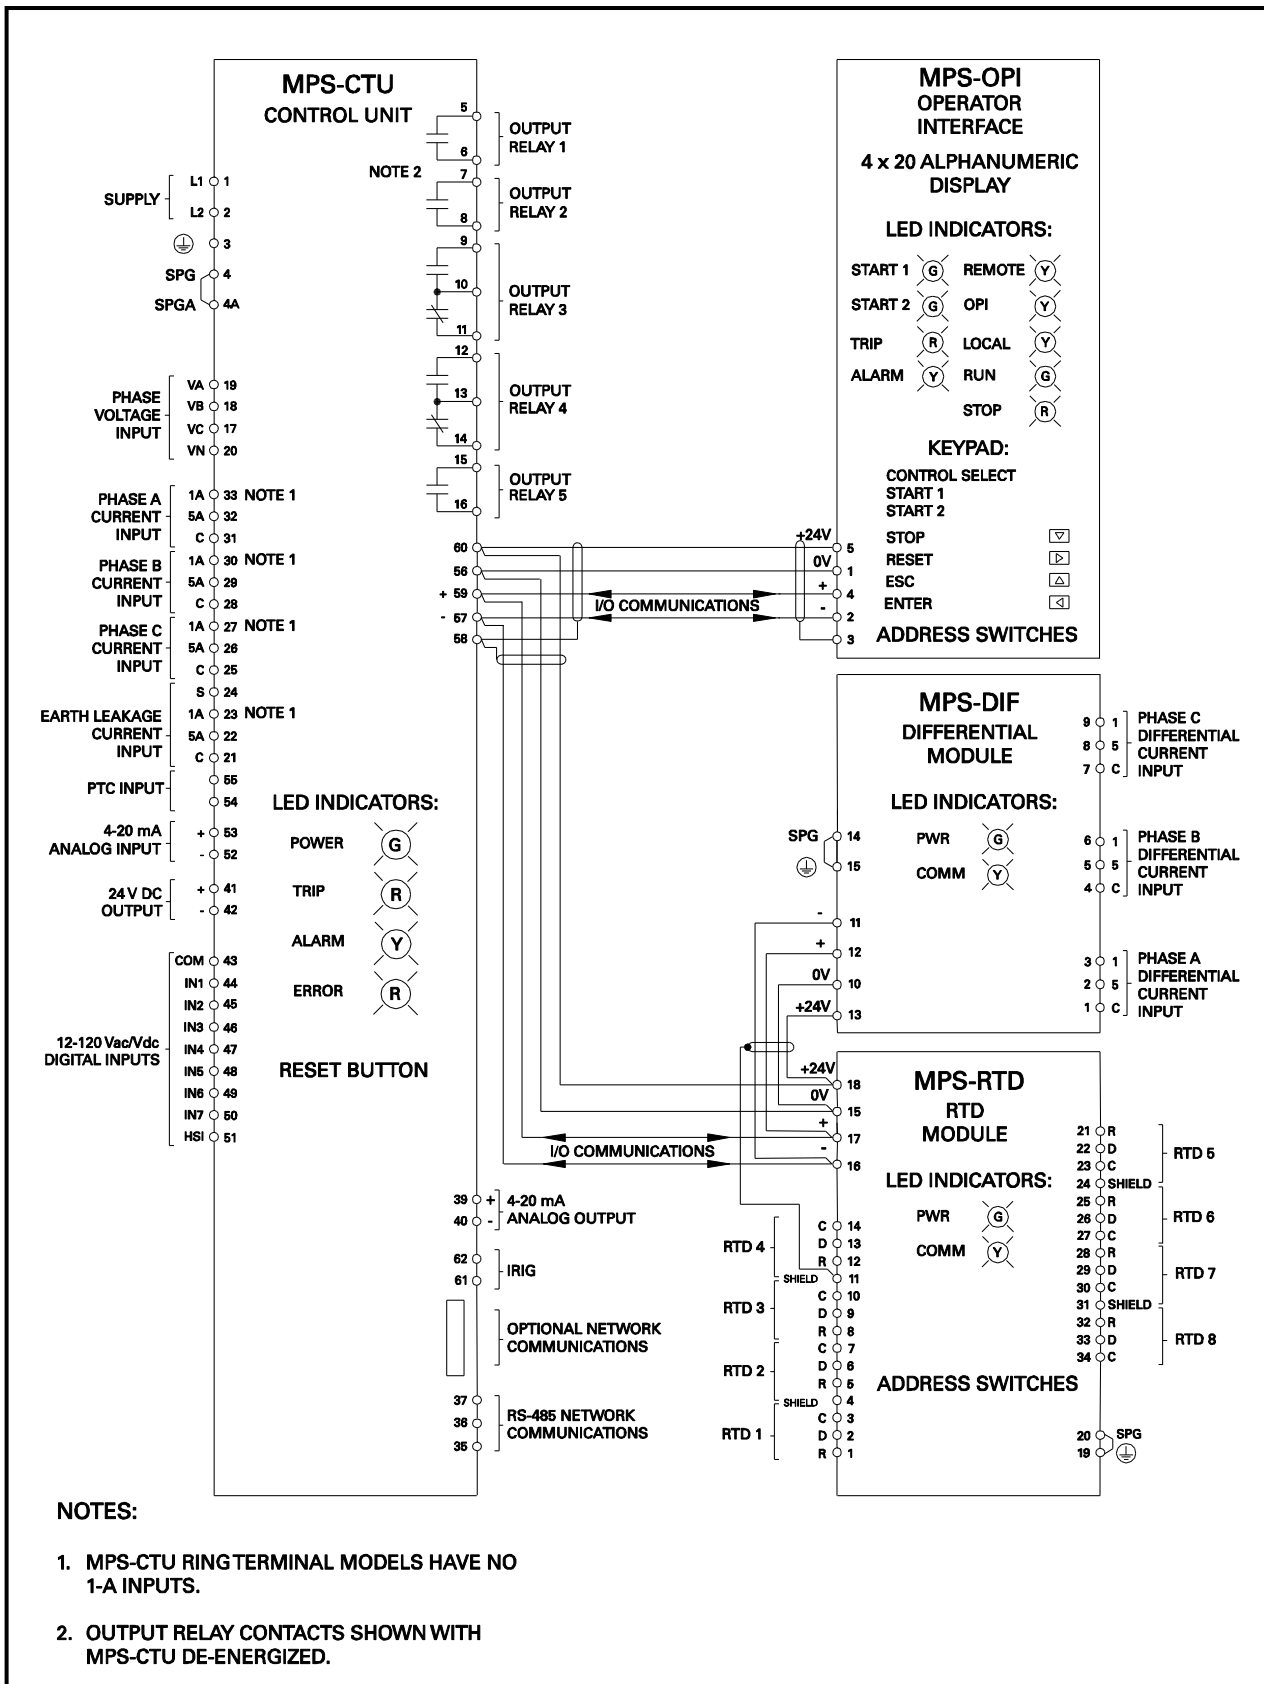 MPS-CTU
CONTROL UNIT
NOTE 2
SUPPLY
L1 1
L2 2
3
SPG 4
SPGA 4A
PHASE
VOLTAGE
INPUT
VA 19
VB 18
VC 17
VN 20
PHASE A
CURRENT
INPUT
1A 33 NOTE 1
5A 32
C 31
PHASE B
CURRENT
INPUT
1A 30 NOTE 1
5A 29
C 28
PHASE C
CURRENT
INPUT
1A 27 NOTE 1
5A 26
C 25
EARTH LEAKAGE
CURRENT
INPUT
S 24
1A 23 NOTE 1
5A 22
C 21
PTC INPUT
55
54
4-20 mA
ANALOG INPUT
+ 53
- 52
24 V DC
OUTPUT
+ 41
- 42
12-120 Vac/Vdc
DIGITAL INPUTS
COM 43
IN1 44
IN2 45
IN3 46
IN4 47
IN5 48
IN6 49
IN7 50
HSI 51
LED INDICATORS:
POWER G
TRIP R
ALARM Y
ERROR R
RESET BUTTON
5
6
OUTPUT
RELAY 1
7
8
OUTPUT
RELAY 2
9
10
11
OUTPUT
RELAY 3
12
13
14
OUTPUT
RELAY 4
15
16
OUTPUT
RELAY 5
60
56
+ 59
- 57
58
I/O COMMUNICATIONS
I/O COMMUNICATIONS
39 +
40 -
4-20 mA
ANALOG OUTPUT
62
61
IRIG
OPTIONAL NETWORK
COMMUNICATIONS
37
36
35
RS-485 NETWORK
COMMUNICATIONS
MPS-OPI
OPERATOR
INTERFACE
4 x 20 ALPHANUMERIC
DISPLAY
LED INDICATORS:
START 1 G REMOTE Y
START 2 G OPI Y
TRIP R LOCAL Y
ALARM Y RUN G
STOP R
KEYPAD:
CONTROL SELECT
START 1
START 2
STOP
RESET
ESC
ENTER
ADDRESS SWITCHES
+24V 5
0V 1
+ 4
- 2
3
MPS-DIF
DIFFERENTIAL
MODULE
LED INDICATORS:
PWR G
COMM Y
SPG 14
15
- 11
+ 12
0V 10
+24V 13
9 1
8 5
7 C
PHASE C
DIFFERENTIAL
CURRENT
INPUT
6 1
5 5
4 C
PHASE B
DIFFERENTIAL
CURRENT
INPUT
3 1
2 5
1 C
PHASE A
DIFFERENTIAL
CURRENT
INPUT
MPS-RTD
RTD
MODULE
LED INDICATORS:
PWR G
COMM Y
ADDRESS SWITCHES
+24V 18
0V 15
+ 17
- 16
RTD 4
C 14
D 13
R 12
SHIELD 11
RTD 3
C 10
D 9
R 8
RTD 2
C 7
D 6
R 5
SHIELD 4
RTD 1
C 3
D 2
R 1
21 R
22 D
23 C
RTD 5
24 SHIELD
25 R
26 D
27 C
RTD 6
28 R
29 D
30 C
RTD 7
31 SHIELD
32 R
33 D
34 C
RTD 8
20 SPG
19
NOTES:
1. MPS-CTU RING TERMINAL MODELS HAVE NO
1-A INPUTS.
2. OUTPUT RELAY CONTACTS SHOWN WITH
MPS-CTU DE-ENERGIZED.